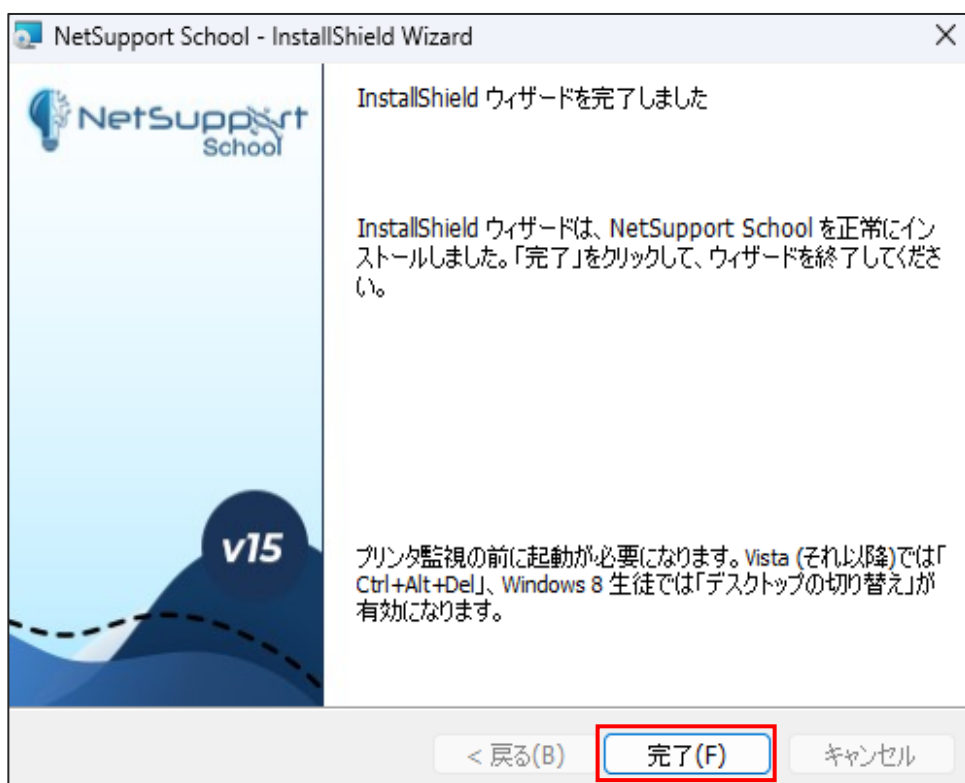 NetSupport School - InstallShield Wizard
NetSupport
School
InstallShield ウィザードを完了しました
InstallShield ウィザードは、NetSupport School を正常にイン
ストールしました。「完了」をクリックして、ウィザードを終了してくださ
い。
v15
プリンタ監視の前に起動が必要になります。Vista (それ以降)では「
Ctrl+Alt+Del」、Windows 8 生徒では「デスクトップの切り替え」が
有効になります。
< 戻る(B)
完了(F)
キャンセル